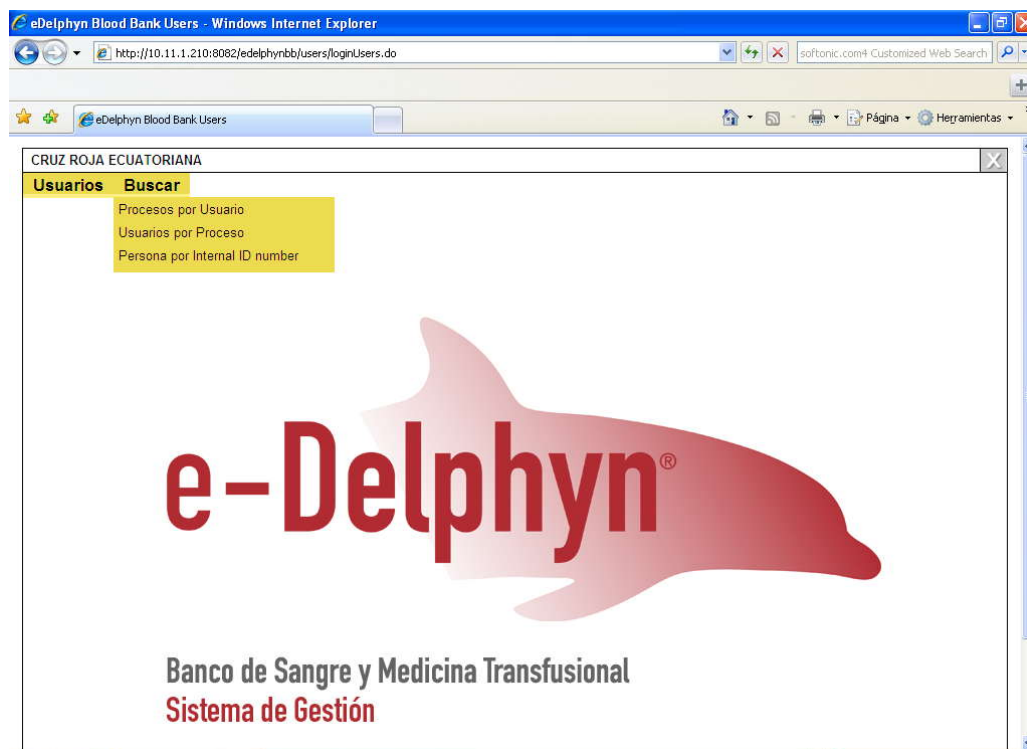 eDelphyn Blood Bank Users - Windows Internet Explorer
http://10.11.1.210:8082/edelphynbb/users/loginUsers.do
softonic.com4 Customized Web Search
eDelphyn Blood Bank Users
Página
Herramientas
CRUZ ROJA ECUATORIANA
X
Usuarios Buscar
Procesos por Usuario
Usuarios por Proceso
Persona por Internal ID number
e-Delphyn®
Banco de Sangre y Medicina Transfusional
Sistema de Gestión